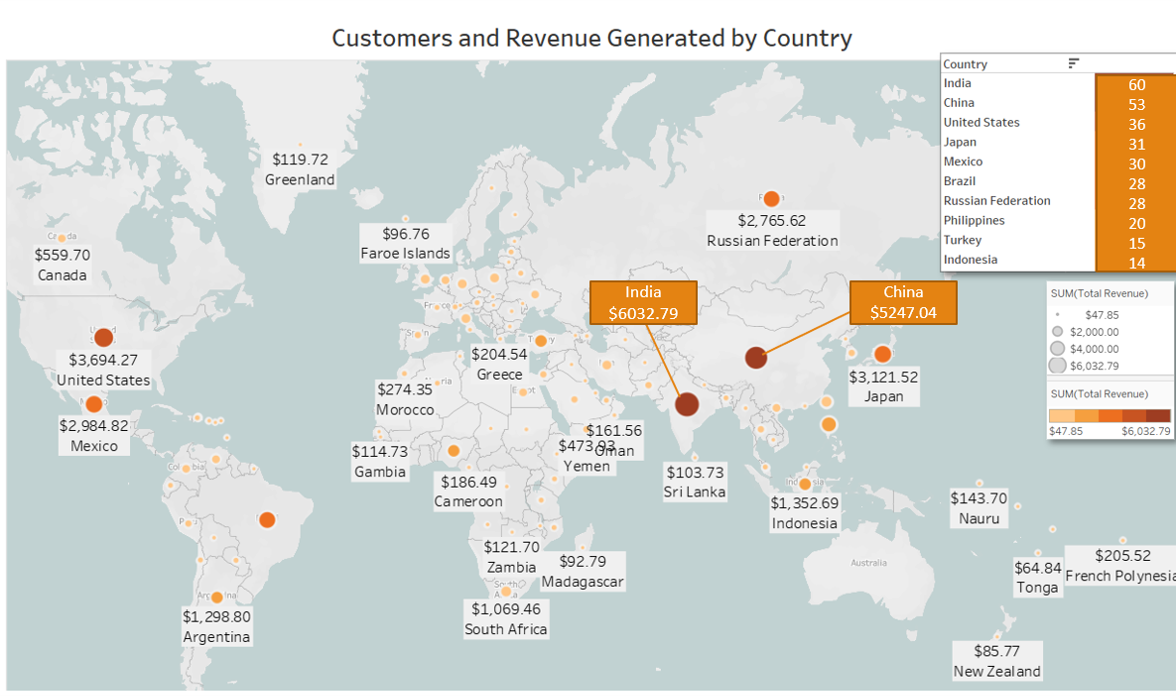 Customers and Revenue Generated by Country
Country
India 60
China 53
United States 36
Japan 31
Mexico 30
Brazil 28
Russian Federation 28
Philippines 20
Turkey 15
Indonesia 14
SUM(Total Revenue)
$47.85
$2,000.00
$4,000.00
$6,032.79
SUM(Total Revenue)
$47.85 $6,032.79
$119.72
Greenland
$96.76
Faroe Islands
$2,765.62
Russian Federation
$559.70
Canada
India
$6032.79
China
$5247.04
$3,694.27
United States
$204.54
Greece
$3,121.52
Japan
$2,984.82
Mexico
$274.35
Morocco
$161.56
Oman
$473.93
Yemen
$114.73
Gambia
$186.49
Cameroon
$103.73
Sri Lanka
$1,352.69
Indonesia
$143.70
Nauru
$121.70
Zambia
$92.79
Madagascar
$64.84
Tonga
$205.52
French Polynesia
Australia
$1,298.80
Argentina
$1,069.46
South Africa
$85.77
New Zealand